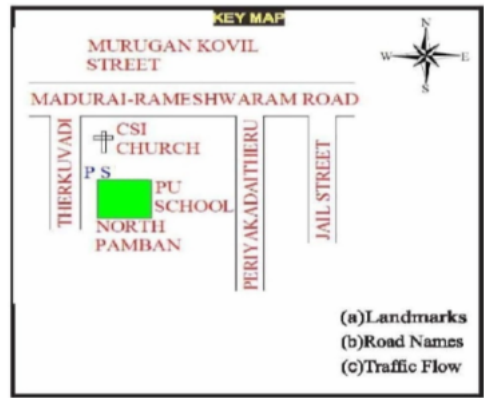 KEY MAP
N
W
E
S
MURUGAN KOVIL
STREET
MADURAI-RAMESHWARAM ROAD
THERKUVADI
CSI
CHURCH
P S
PU
SCHOOL
NORTH
PAMBAN
PERIYAKADAITHERU
JAIL STREET
(a)Landmarks
(b)Road Names
(c)Traffic Flow